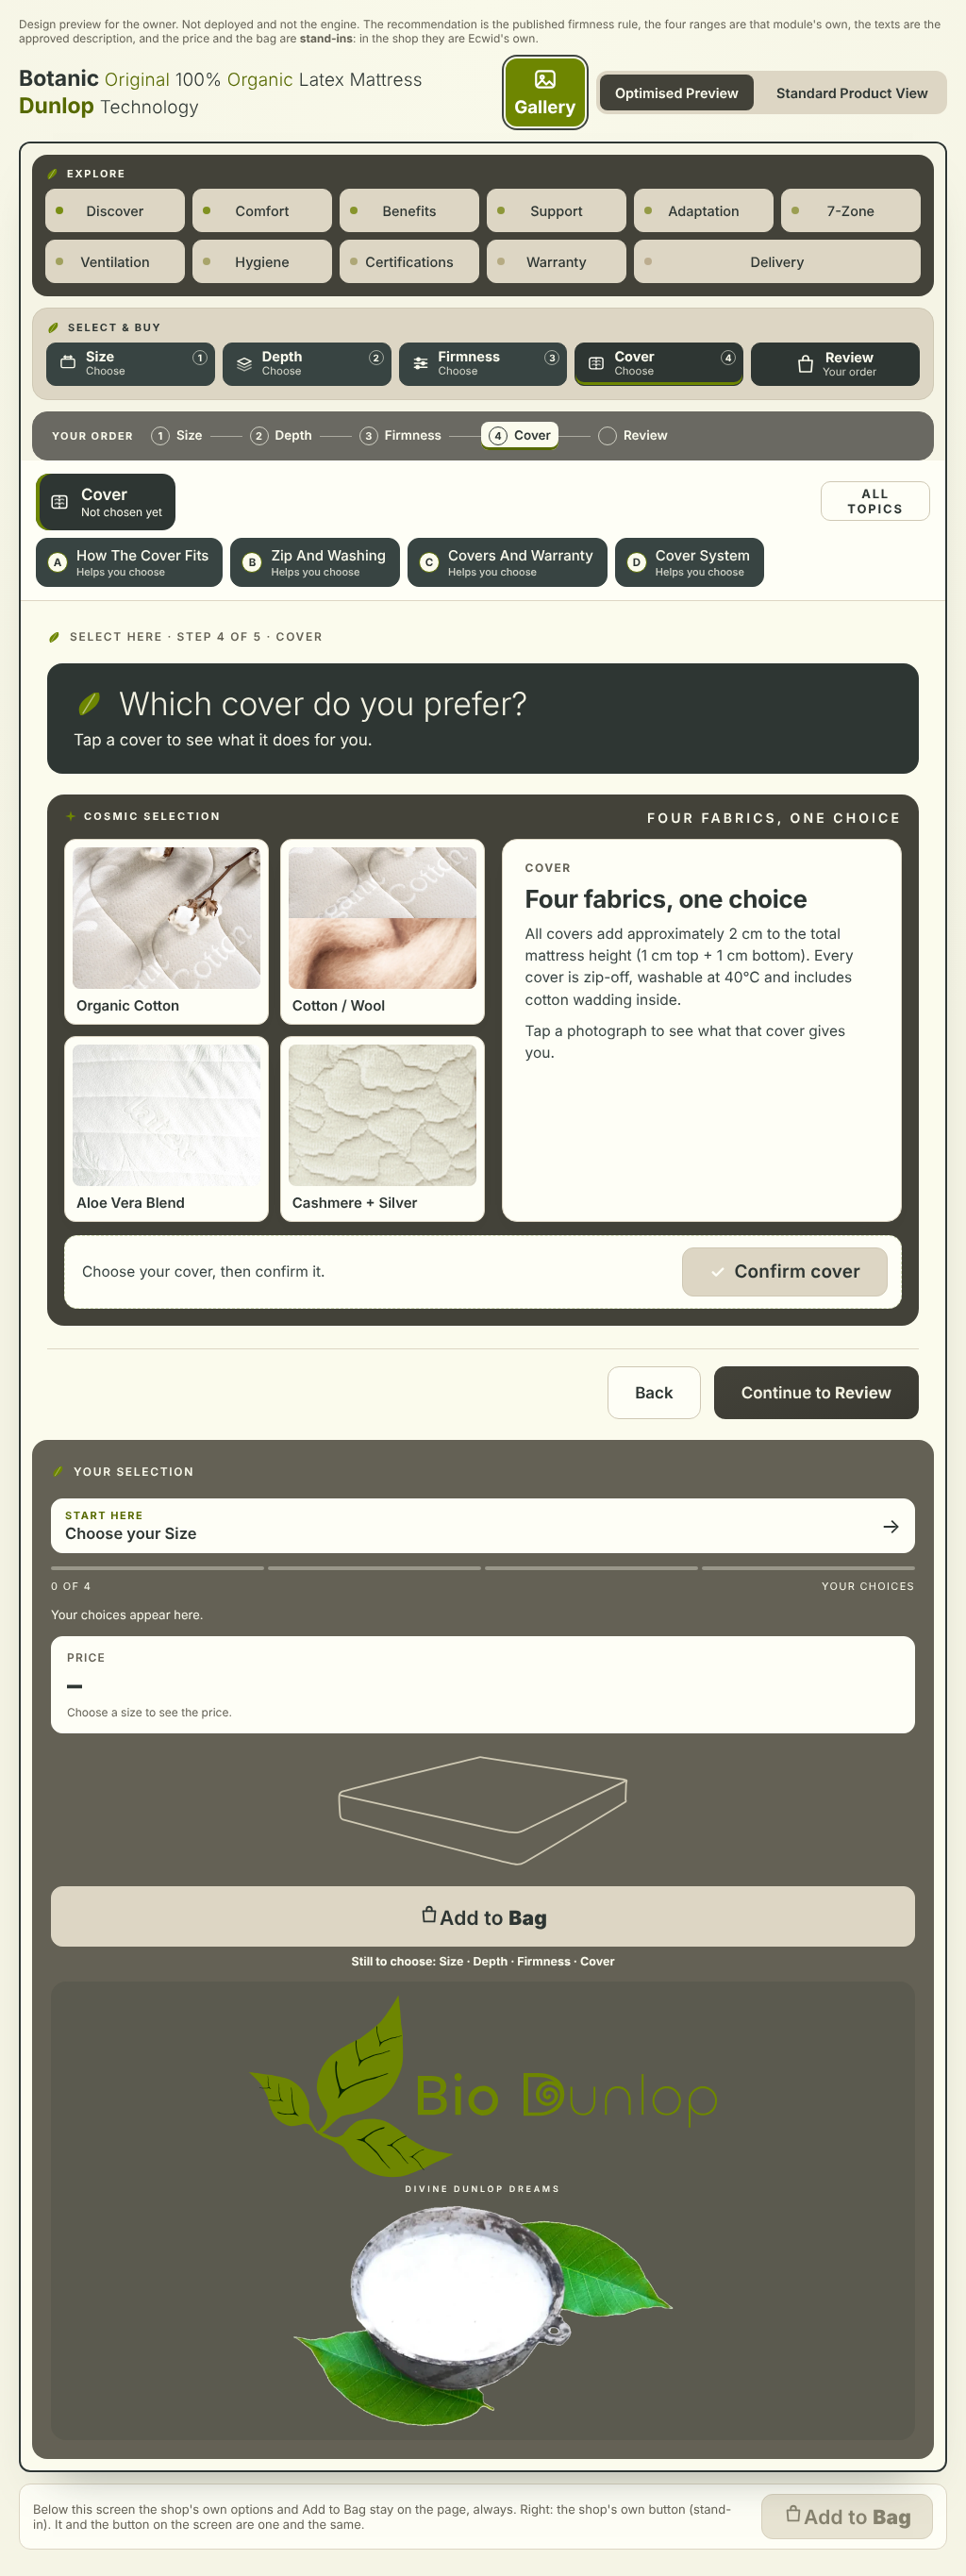 Design preview for the owner. Not deployed and not the engine. The recommendation is the published firmness rule, the four ranges are that module's own, the texts are the
approved description, and the price and the bag are stand-ins: in the shop they are Ecwid's own.
Botanic Original 100% Organic Latex Mattress
Dunlop Technology
Gallery
Optimised Preview
Standard Product View
EXPLORE
Discover
Comfort
Benefits
Support
Adaptation
7-Zone
Ventilation
Hygiene
Certifications
Warranty
Delivery
SELECT & BUY
Size
Choose
1
Depth
Choose
2
Firmness
Choose
3
Cover
Choose
4
Review
Your order
YOUR ORDER
1 Size
2 Depth
3 Firmness
4 Cover
Review
Cover
Not chosen yet
ALL
TOPICS
A
How The Cover Fits
Helps you choose
B
Zip And Washing
Helps you choose
C
Covers And Warranty
Helps you choose
D
Cover System
Helps you choose
SELECT HERE · STEP 4 OF 5 · COVER
Which cover do you prefer?
Tap a cover to see what it does for you.
COSMIC SELECTION
FOUR FABRICS, ONE CHOICE
Cotton
Organic Cotton
Cotton
Cotton / Wool
Aloe Vera Blend
Cashmere + Silver
COVER
Four fabrics, one choice
All covers add approximately 2 cm to the total
mattress height (1 cm top + 1 cm bottom). Every
cover is zip-off, washable at 40°C and includes
cotton wadding inside.
Tap a photograph to see what that cover gives
you.
Choose your cover, then confirm it.
Confirm cover
Back
Continue to Review
YOUR SELECTION
START HERE
Choose your Size
0 OF 4
YOUR CHOICES
Your choices appear here.
PRICE
–
Choose a size to see the price.
Add to Bag
Still to choose: Size · Depth · Firmness · Cover
Bio Dunlop
DIVINE DUNLOP DREAMS
Below this screen the shop's own options and Add to Bag stay on the page, always. Right: the shop's own button (stand-
in). It and the button on the screen are one and the same.
Add to Bag